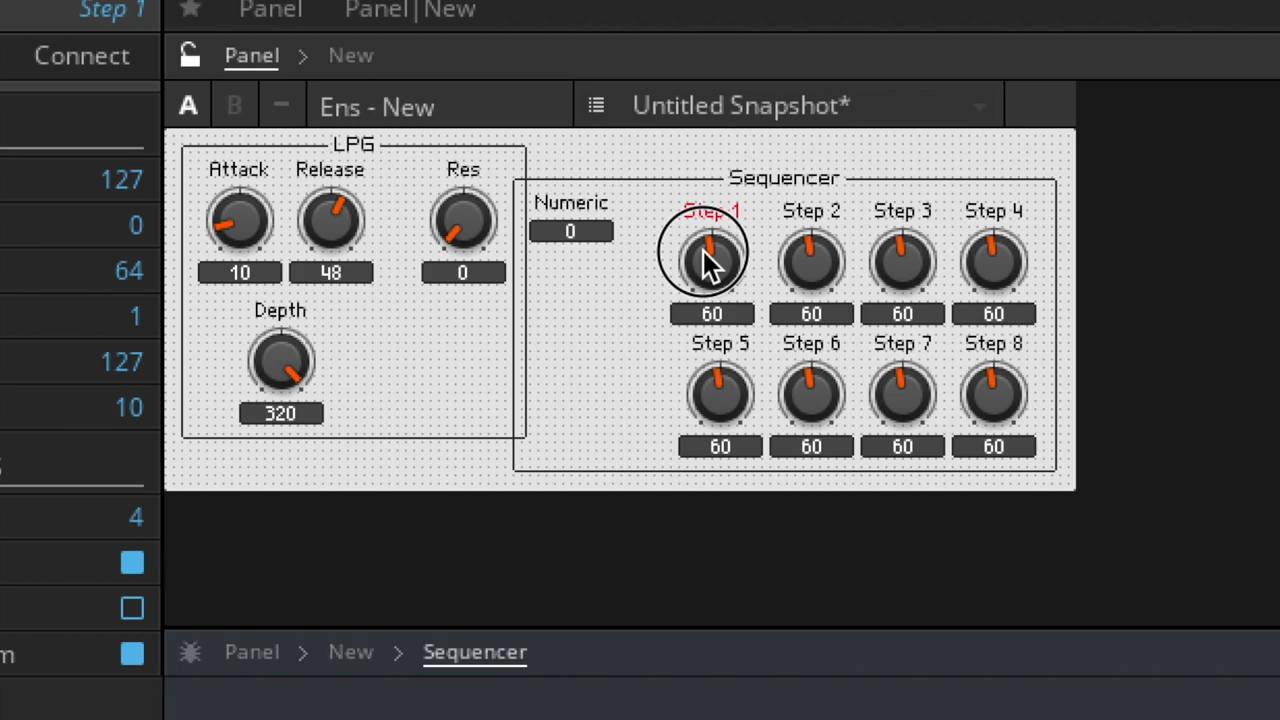 Step 1
Panel Panel|New
Connect
Panel > New
A B Ens - New Untitled Snapshot*
LPG
Attack Release Res
Sequencer
Numeric
Step 1 Step 2 Step 3 Step 4
127
0
0
10 48 0
64
Depth
60 60 60 60
1
Step 5 Step 6 Step 7 Step 8
127
10
320
60 60 60 60
4
m
Panel > New > Sequencer